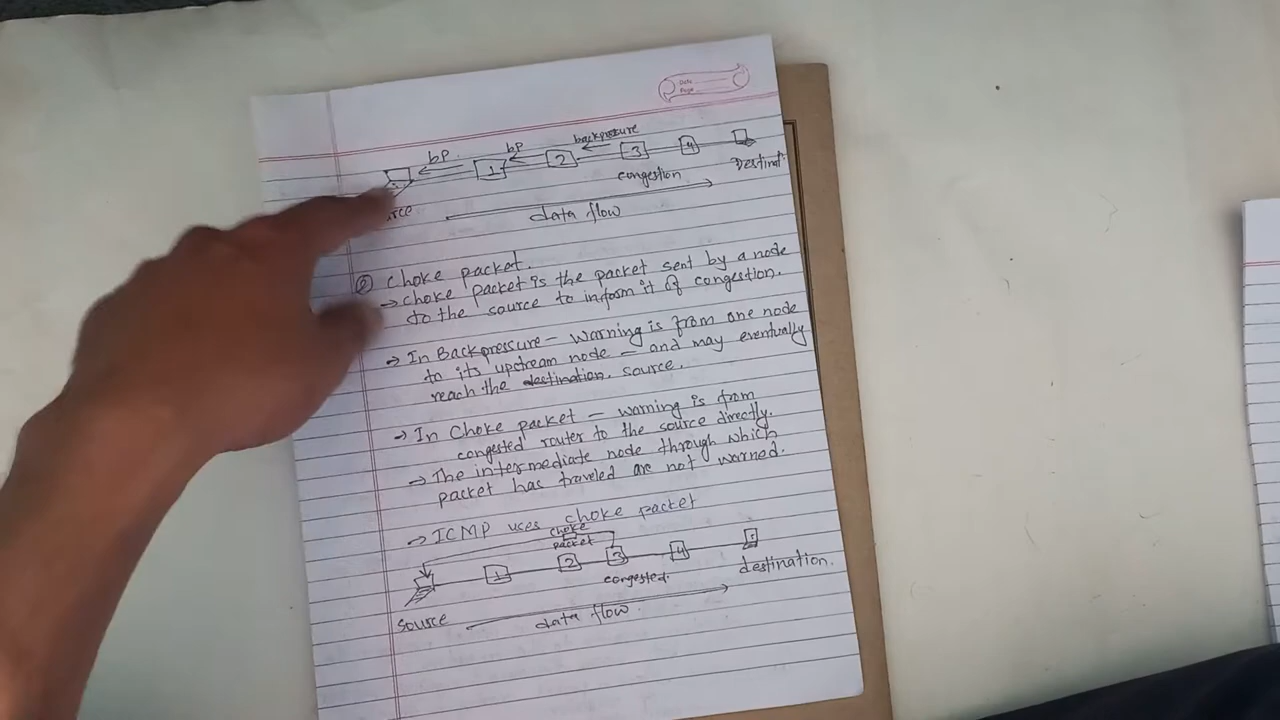 Date
Page
bP bP backpressure
1 2 3 4
congestion Destinat
data flow
② choke packet.
→ choke packet is the packet sent by a node
to the source to inform it of congestion.
→ In Backpressure - warning is from one node
to its upstream node - and may eventually
reach the destination. source.
→ In Choke packet - warning is from
congested router to the source directly.
→ The intermediate node through which
packet has traveled are not warned.
→ ICMP uses choke packet
choke
packet
1 2 3 4
congested. destination.
source data flow.